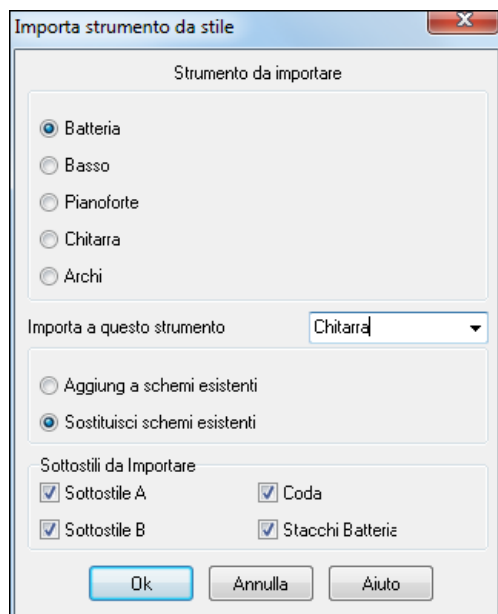 Importa strumento da stile
Strumento da importare
Batteria
Basso
Pianoforte
Chitarra
Archi
Importa a questo strumento Chitarra
Aggiung a schemi esistenti
Sostituisci schemi esistenti
Sottostili da Importare
Sottostile A Coda
Sottostile B Stacchi Batteria
Ok Annulla Aiuto